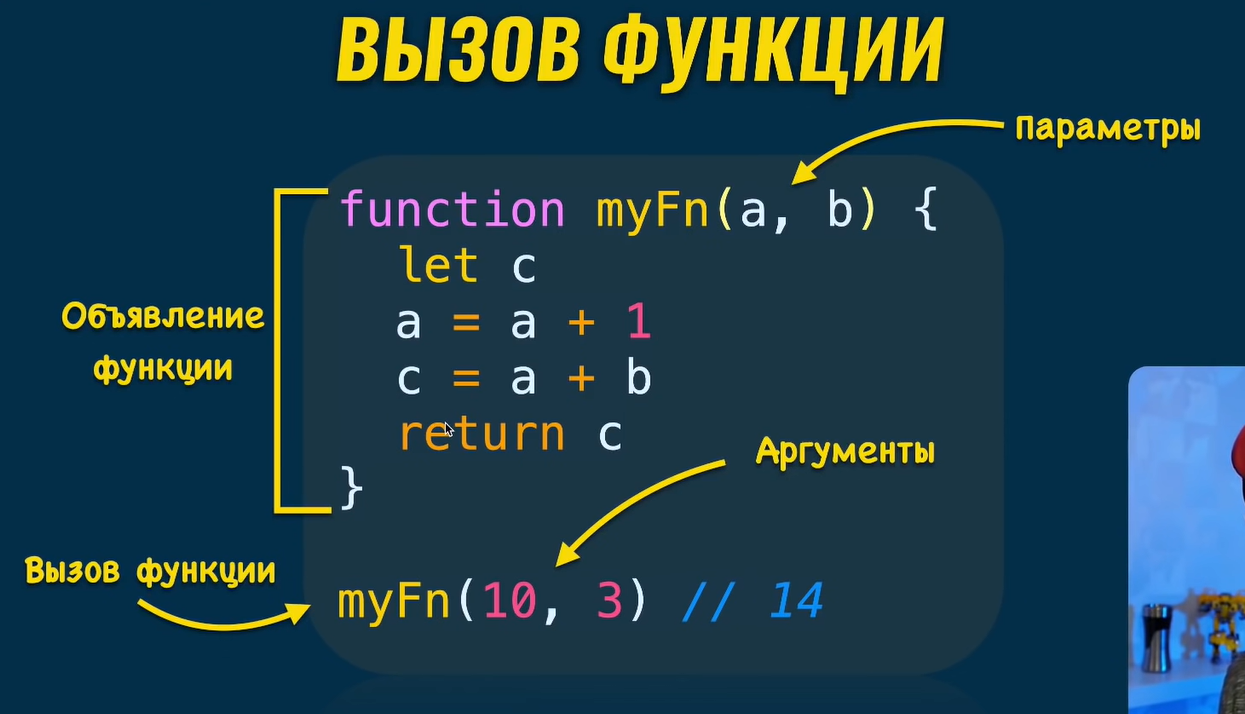 ВЫЗОВ ФУНКЦИИ
Параметры
function myFn(a, b) {
let c
a = a + 1
c = a + b
return c
}
Объявление
функции
Аргументы
Вызов функции
myFn(10, 3) // 14